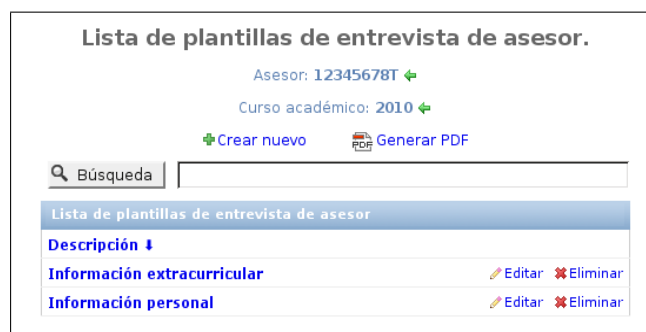 Lista de plantillas de entrevista de asesor.
Asesor: 12345678T
Curso académico: 2010
Crear nuevo PDF Generar PDF
Búsqueda
Lista de plantillas de entrevista de asesor
Descripción
Información extracurricular Editar Eliminar
Información personal Editar Eliminar